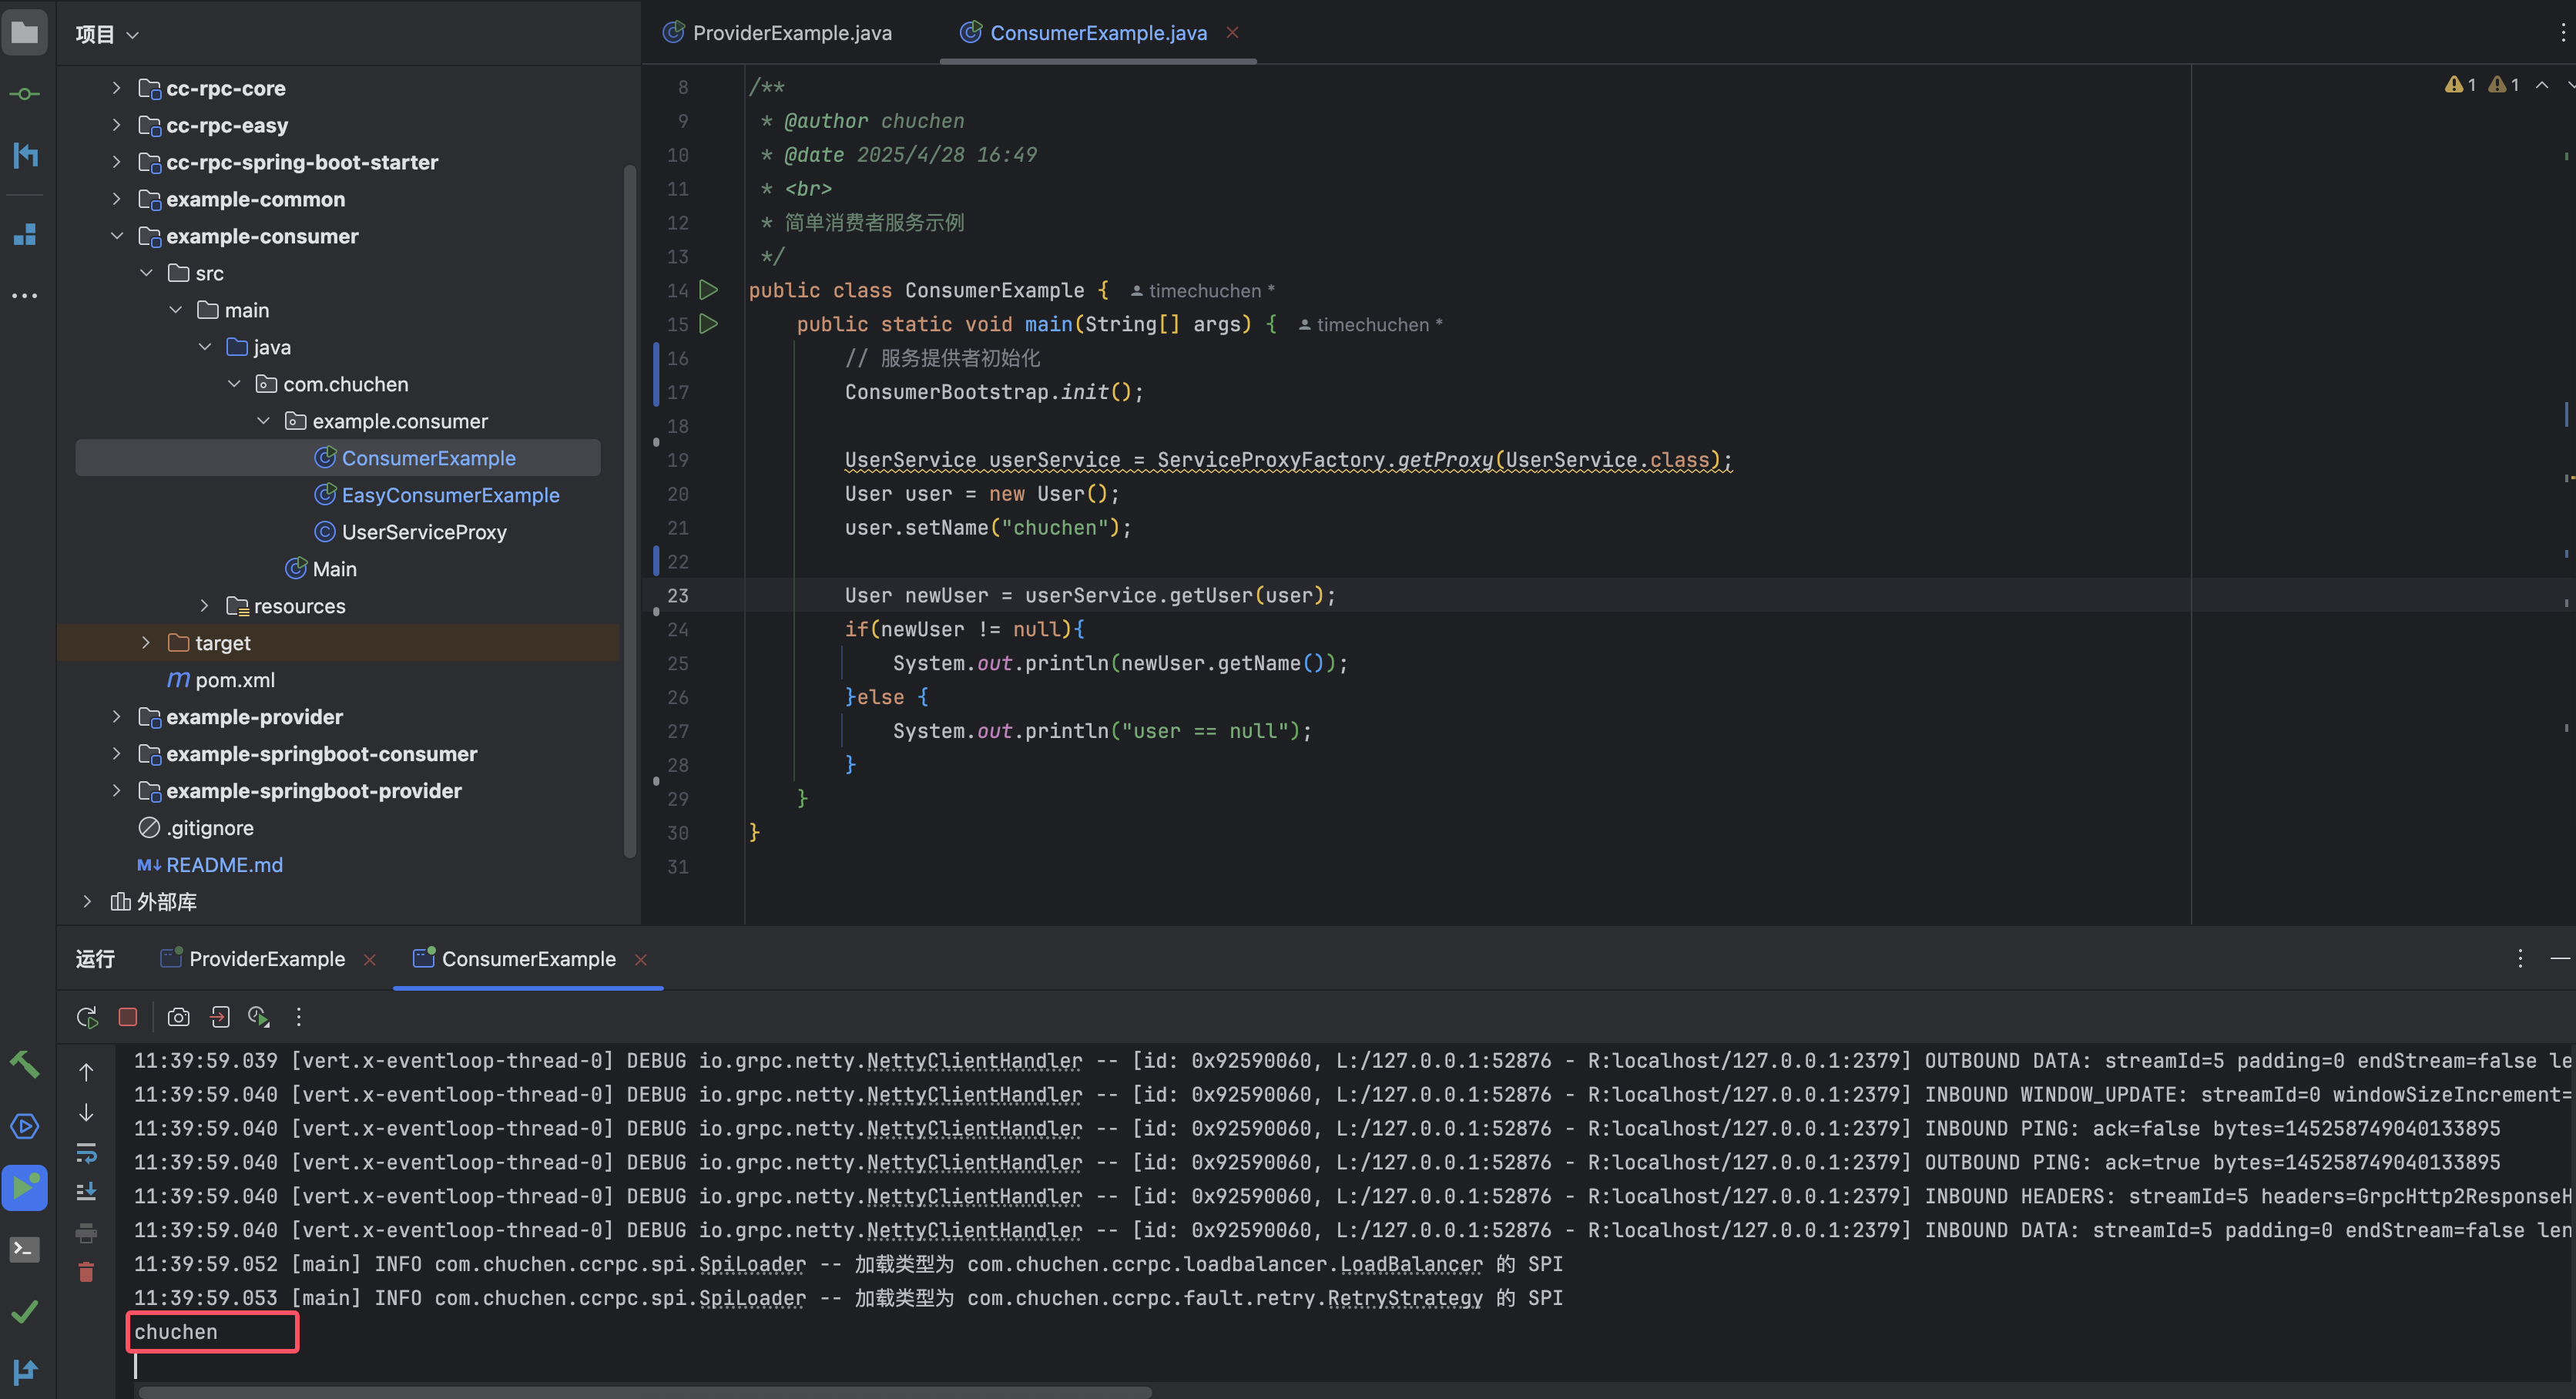 项目
cc-rpc-core
cc-rpc-easy
cc-rpc-spring-boot-starter
example-common
example-consumer
src
main
java
com.chuchen
example.consumer
ConsumerExample
EasyConsumerExample
UserServiceProxy
Main
resources
target
pom.xml
example-provider
example-springboot-consumer
example-springboot-provider
.gitignore
README.md
外部库
ProviderExample.java
ConsumerExample.java
1 1
8 /**
9 * @author chuchen
10 * @date 2025/4/28 16:49
11 * <br>
12 * 简单消费者服务示例
13 */
14 public class ConsumerExample { timechuchen *
15 public static void main(String[] args) { timechuchen *
16 // 服务提供者初始化
17 ConsumerBootstrap.init();
18
19 UserService userService = ServiceProxyFactory.getProxy(UserService.class);
20 User user = new User();
21 user.setName("chuchen");
22
23 User newUser = userService.getUser(user);
24 if(newUser != null){
25 System.out.println(newUser.getName());
26 }else {
27 System.out.println("user == null");
28 }
29 }
30 }
31
运行 ProviderExample ConsumerExample
11:39:59.039 [vert.x-eventloop-thread-0] DEBUG io.grpc.netty.NettyClientHandler -- [id: 0x92590060, L:/127.0.0.1:52876 - R:localhost/127.0.0.1:2379] OUTBOUND DATA: streamId=5 padding=0 endStream=false le
11:39:59.040 [vert.x-eventloop-thread-0] DEBUG io.grpc.netty.NettyClientHandler -- [id: 0x92590060, L:/127.0.0.1:52876 - R:localhost/127.0.0.1:2379] INBOUND WINDOW_UPDATE: streamId=0 windowSizeIncrement=
11:39:59.040 [vert.x-eventloop-thread-0] DEBUG io.grpc.netty.NettyClientHandler -- [id: 0x92590060, L:/127.0.0.1:52876 - R:localhost/127.0.0.1:2379] INBOUND PING: ack=false bytes=145258749040133895
11:39:59.040 [vert.x-eventloop-thread-0] DEBUG io.grpc.netty.NettyClientHandler -- [id: 0x92590060, L:/127.0.0.1:52876 - R:localhost/127.0.0.1:2379] OUTBOUND PING: ack=true bytes=145258749040133895
11:39:59.040 [vert.x-eventloop-thread-0] DEBUG io.grpc.netty.NettyClientHandler -- [id: 0x92590060, L:/127.0.0.1:52876 - R:localhost/127.0.0.1:2379] INBOUND HEADERS: streamId=5 headers=GrpcHttp2ResponseH
11:39:59.040 [vert.x-eventloop-thread-0] DEBUG io.grpc.netty.NettyClientHandler -- [id: 0x92590060, L:/127.0.0.1:52876 - R:localhost/127.0.0.1:2379] INBOUND DATA: streamId=5 padding=0 endStream=false len
11:39:59.052 [main] INFO com.chuchen.ccrpc.spi.SpiLoader -- 加载类型为 com.chuchen.ccrpc.loadbalancer.LoadBalancer 的 SPI
11:39:59.053 [main] INFO com.chuchen.ccrpc.spi.SpiLoader -- 加载类型为 com.chuchen.ccrpc.fault.retry.RetryStrategy 的 SPI
chuchen